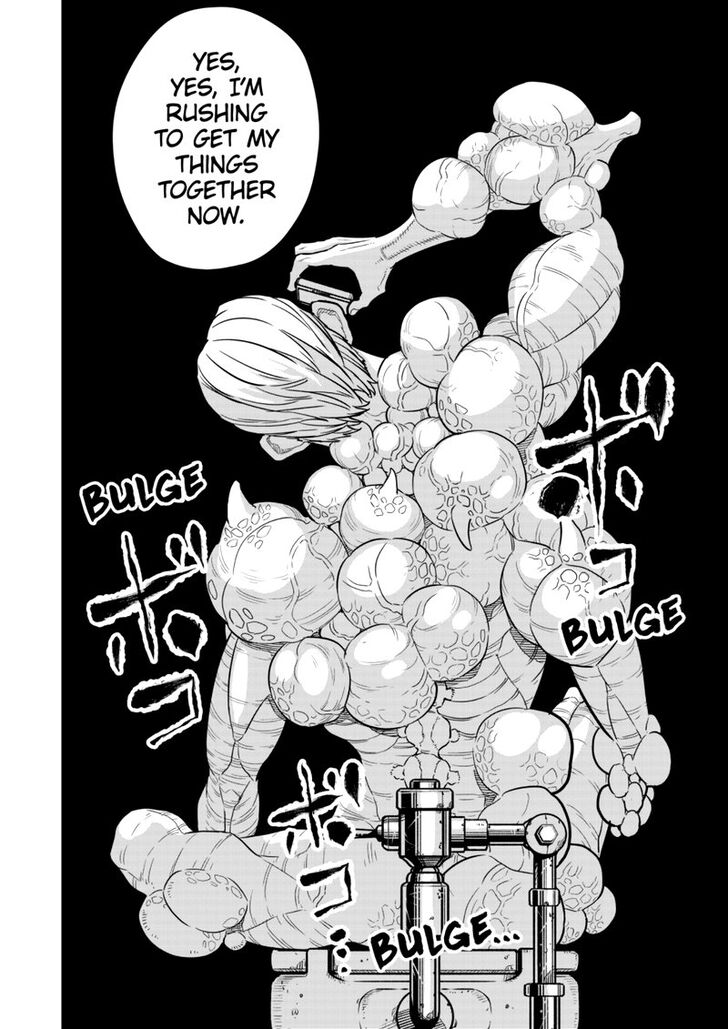 YES,
YES, I'M
RUSHING
TO GET MY
THINGS
TOGETHER
NOW.
ボ
コ
BULGE
BULGE
ボ
コ
ボ
コ…
BULGE...